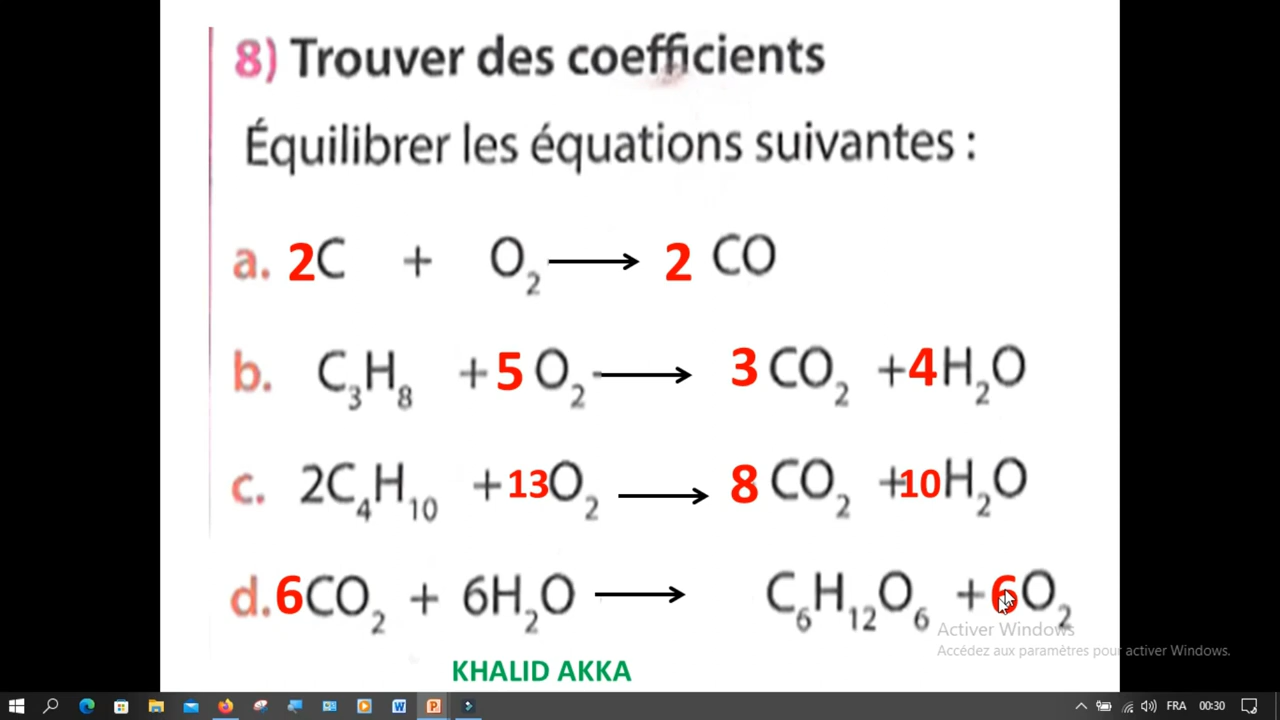 8) Trouver des coefficients
Équilibrer les équations suivantes :
a. 2C + O₂ ⟶ 2 CO
b. C₃H₈ + 5 O₂ ⟶ 3 CO₂ + 4H₂O
c. 2C₄H₁₀ + 13O₂ ⟶ 8 CO₂ + 10H₂O
d. 6CO₂ + 6H₂O ⟶ C₆H₁₂O₆ + 6O₂
Activer Windows
Accédez aux paramètres pour activer Windows.
KHALID AKKA
FRA 00:30